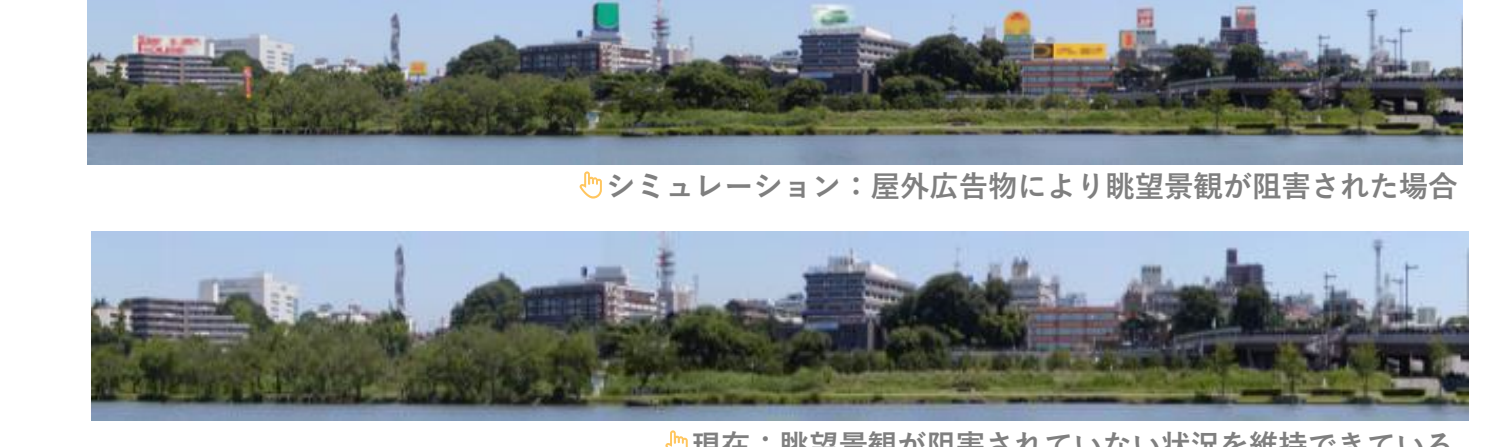 シミュレーション：屋外広告物により眺望景観が阻害された場合
現在：眺望景観が阻害されていない状況を維持できている